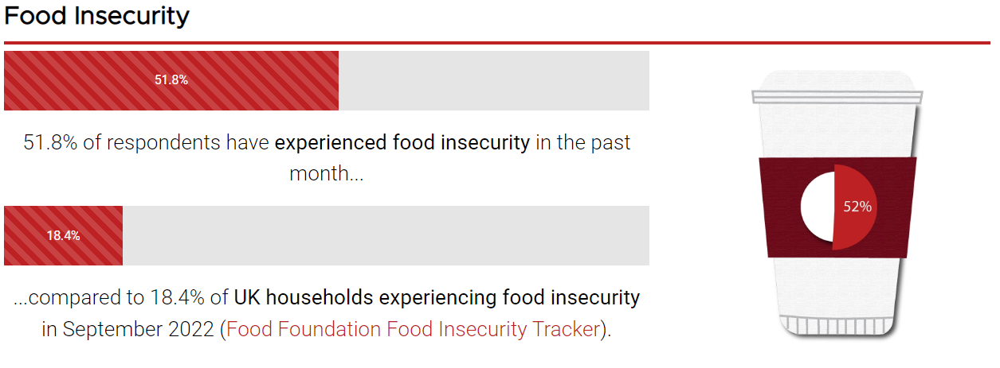 Food Insecurity
51.8%
51.8% of respondents have experienced food insecurity in the past
month...
18.4%
...compared to 18.4% of UK households experiencing food insecurity
in September 2022 (Food Foundation Food Insecurity Tracker).
52%